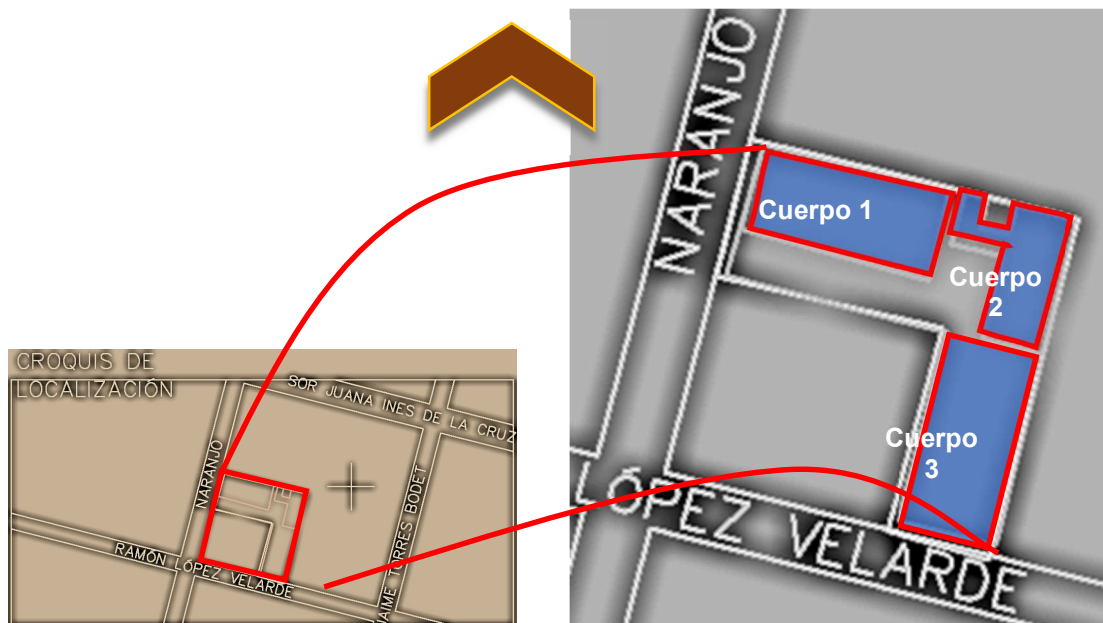 CROQUIS DE
LOCALIZACIÓN
SOR JUANA INES DE LA CRUZ
NARANJO
JAIME TORRES BODET
RAMÓN LÓPEZ VELARDE
NARANJO
Cuerpo 1
Cuerpo
2
Cuerpo
3
LÓPEZ VELARDE